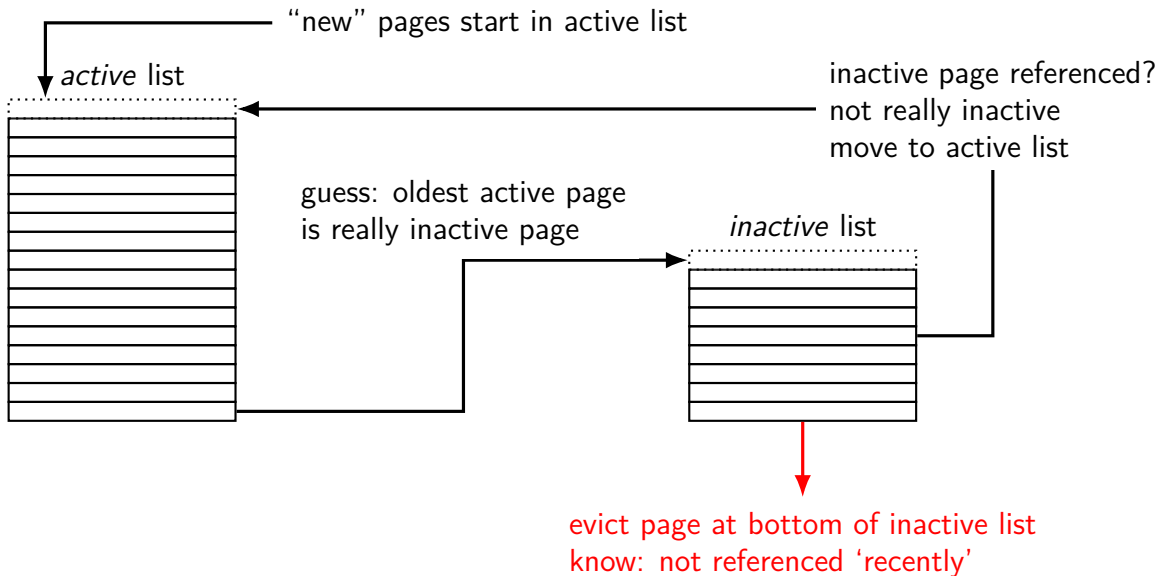 “new” pages start in active list
active list
inactive page referenced?
not really inactive
move to active list
guess: oldest active page
is really inactive page
inactive list
evict page at bottom of inactive list
know: not referenced ‘recently’